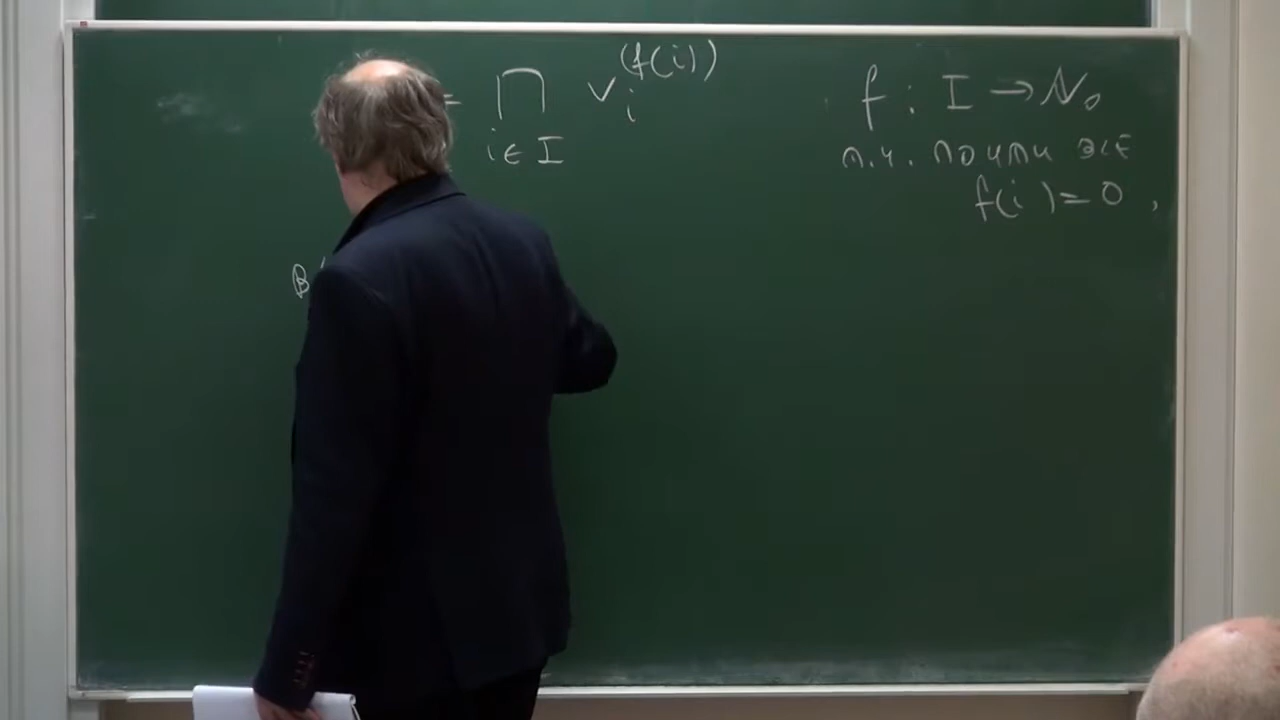 = ∏ v_i^{(f(i))} f : I → ℕ₀
i ∈ I
т.ч. почти все
f(i) = 0,
В